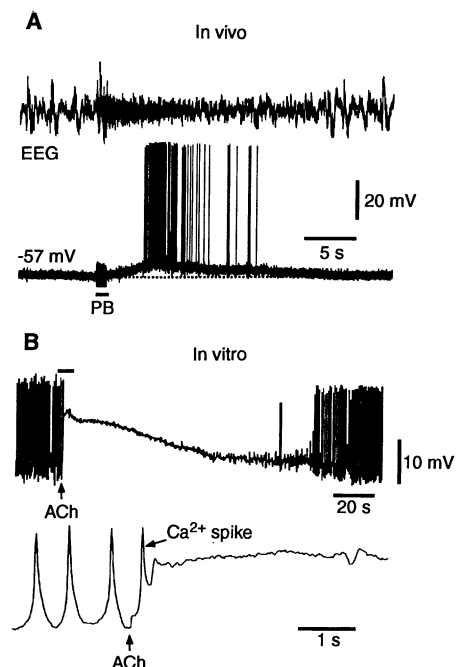 A
In vivo
EEG
20 mV
5 s
-57 mV
PB
B
In vitro
10 mV
20 s
ACh
Ca2+ spike
1 s
ACh